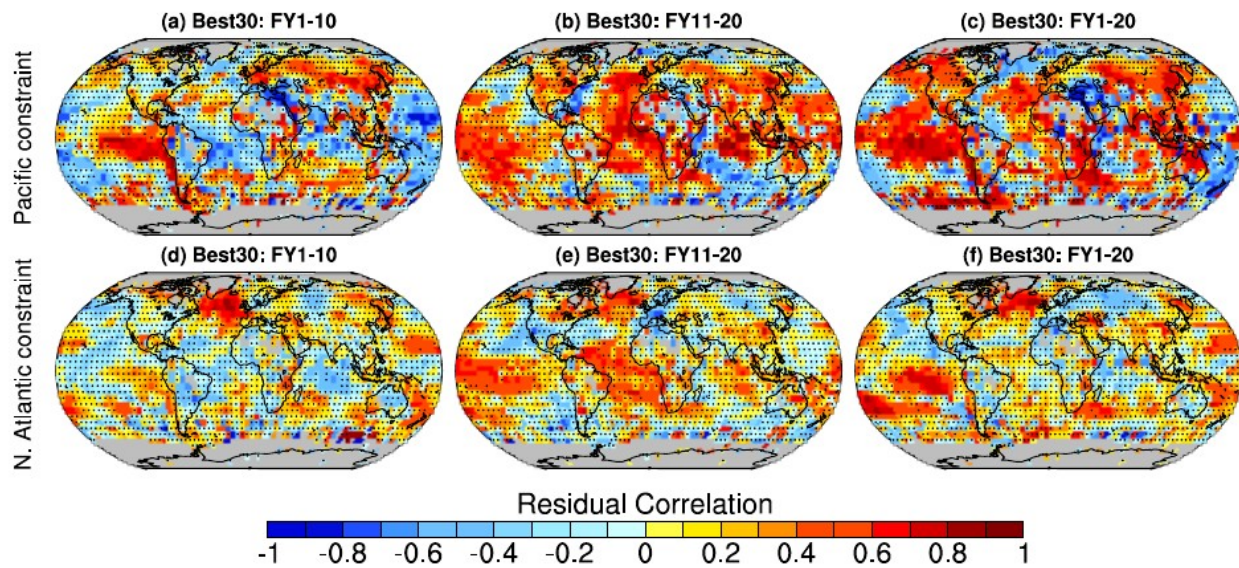 (a) Best30: FY1-10
(b) Best30: FY11-20
(c) Best30: FY1-20
Pacific constraint
(d) Best30: FY1-10
(e) Best30: FY11-20
(f) Best30: FY1-20
N. Atlantic constraint
Residual Correlation
-1 -0.8 -0.6 -0.4 -0.2 0 0.2 0.4 0.6 0.8 1